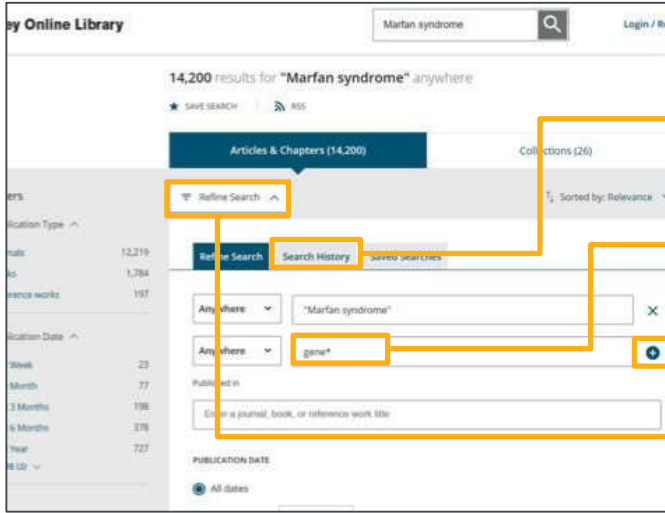 ey Online Library
Marfan syndrome
Login / R
14,200 results for "Marfan syndrome" anywhere
SAVE SEARCH
RSS
Articles & Chapters (14,200)
Collections (26)
ers
Refine Search
Sorted by: Relevance
lication Type
nals 12,219
ks 1,784
erence works 197
Refine Search Search History Saved Searches
Anywhere "Marfan syndrome"
Anywhere gene*
lication Date
Week 23
Month 77
3 Months 198
6 Months 378
Year 727
Published in
Enter a journal, book, or reference work title
PUBLICATION DATE
All dates